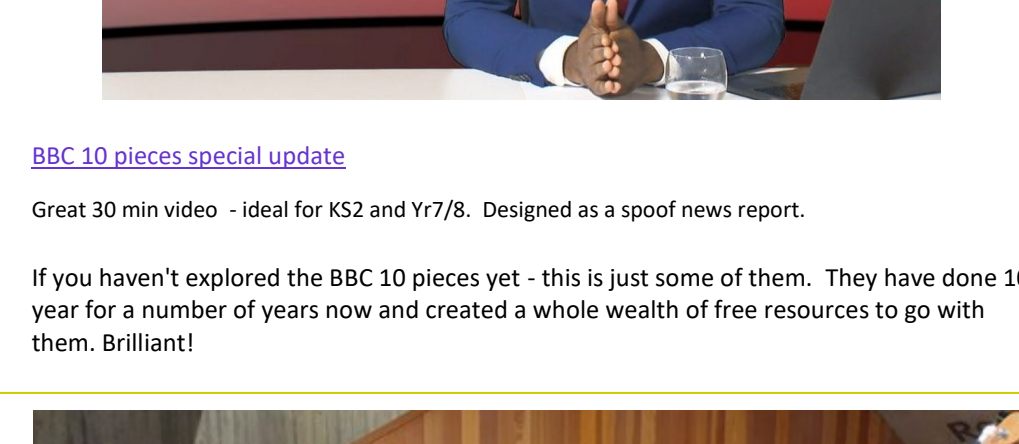 BBC 10 pieces special update
Great 30 min video  - ideal for KS2 and Yr7/8.  Designed as a spoof news report.
If you haven't explored the BBC 10 pieces yet - this is just some of them.  They have done
year for a number of years now and created a whole wealth of free resources to go with
them. Brilliant!